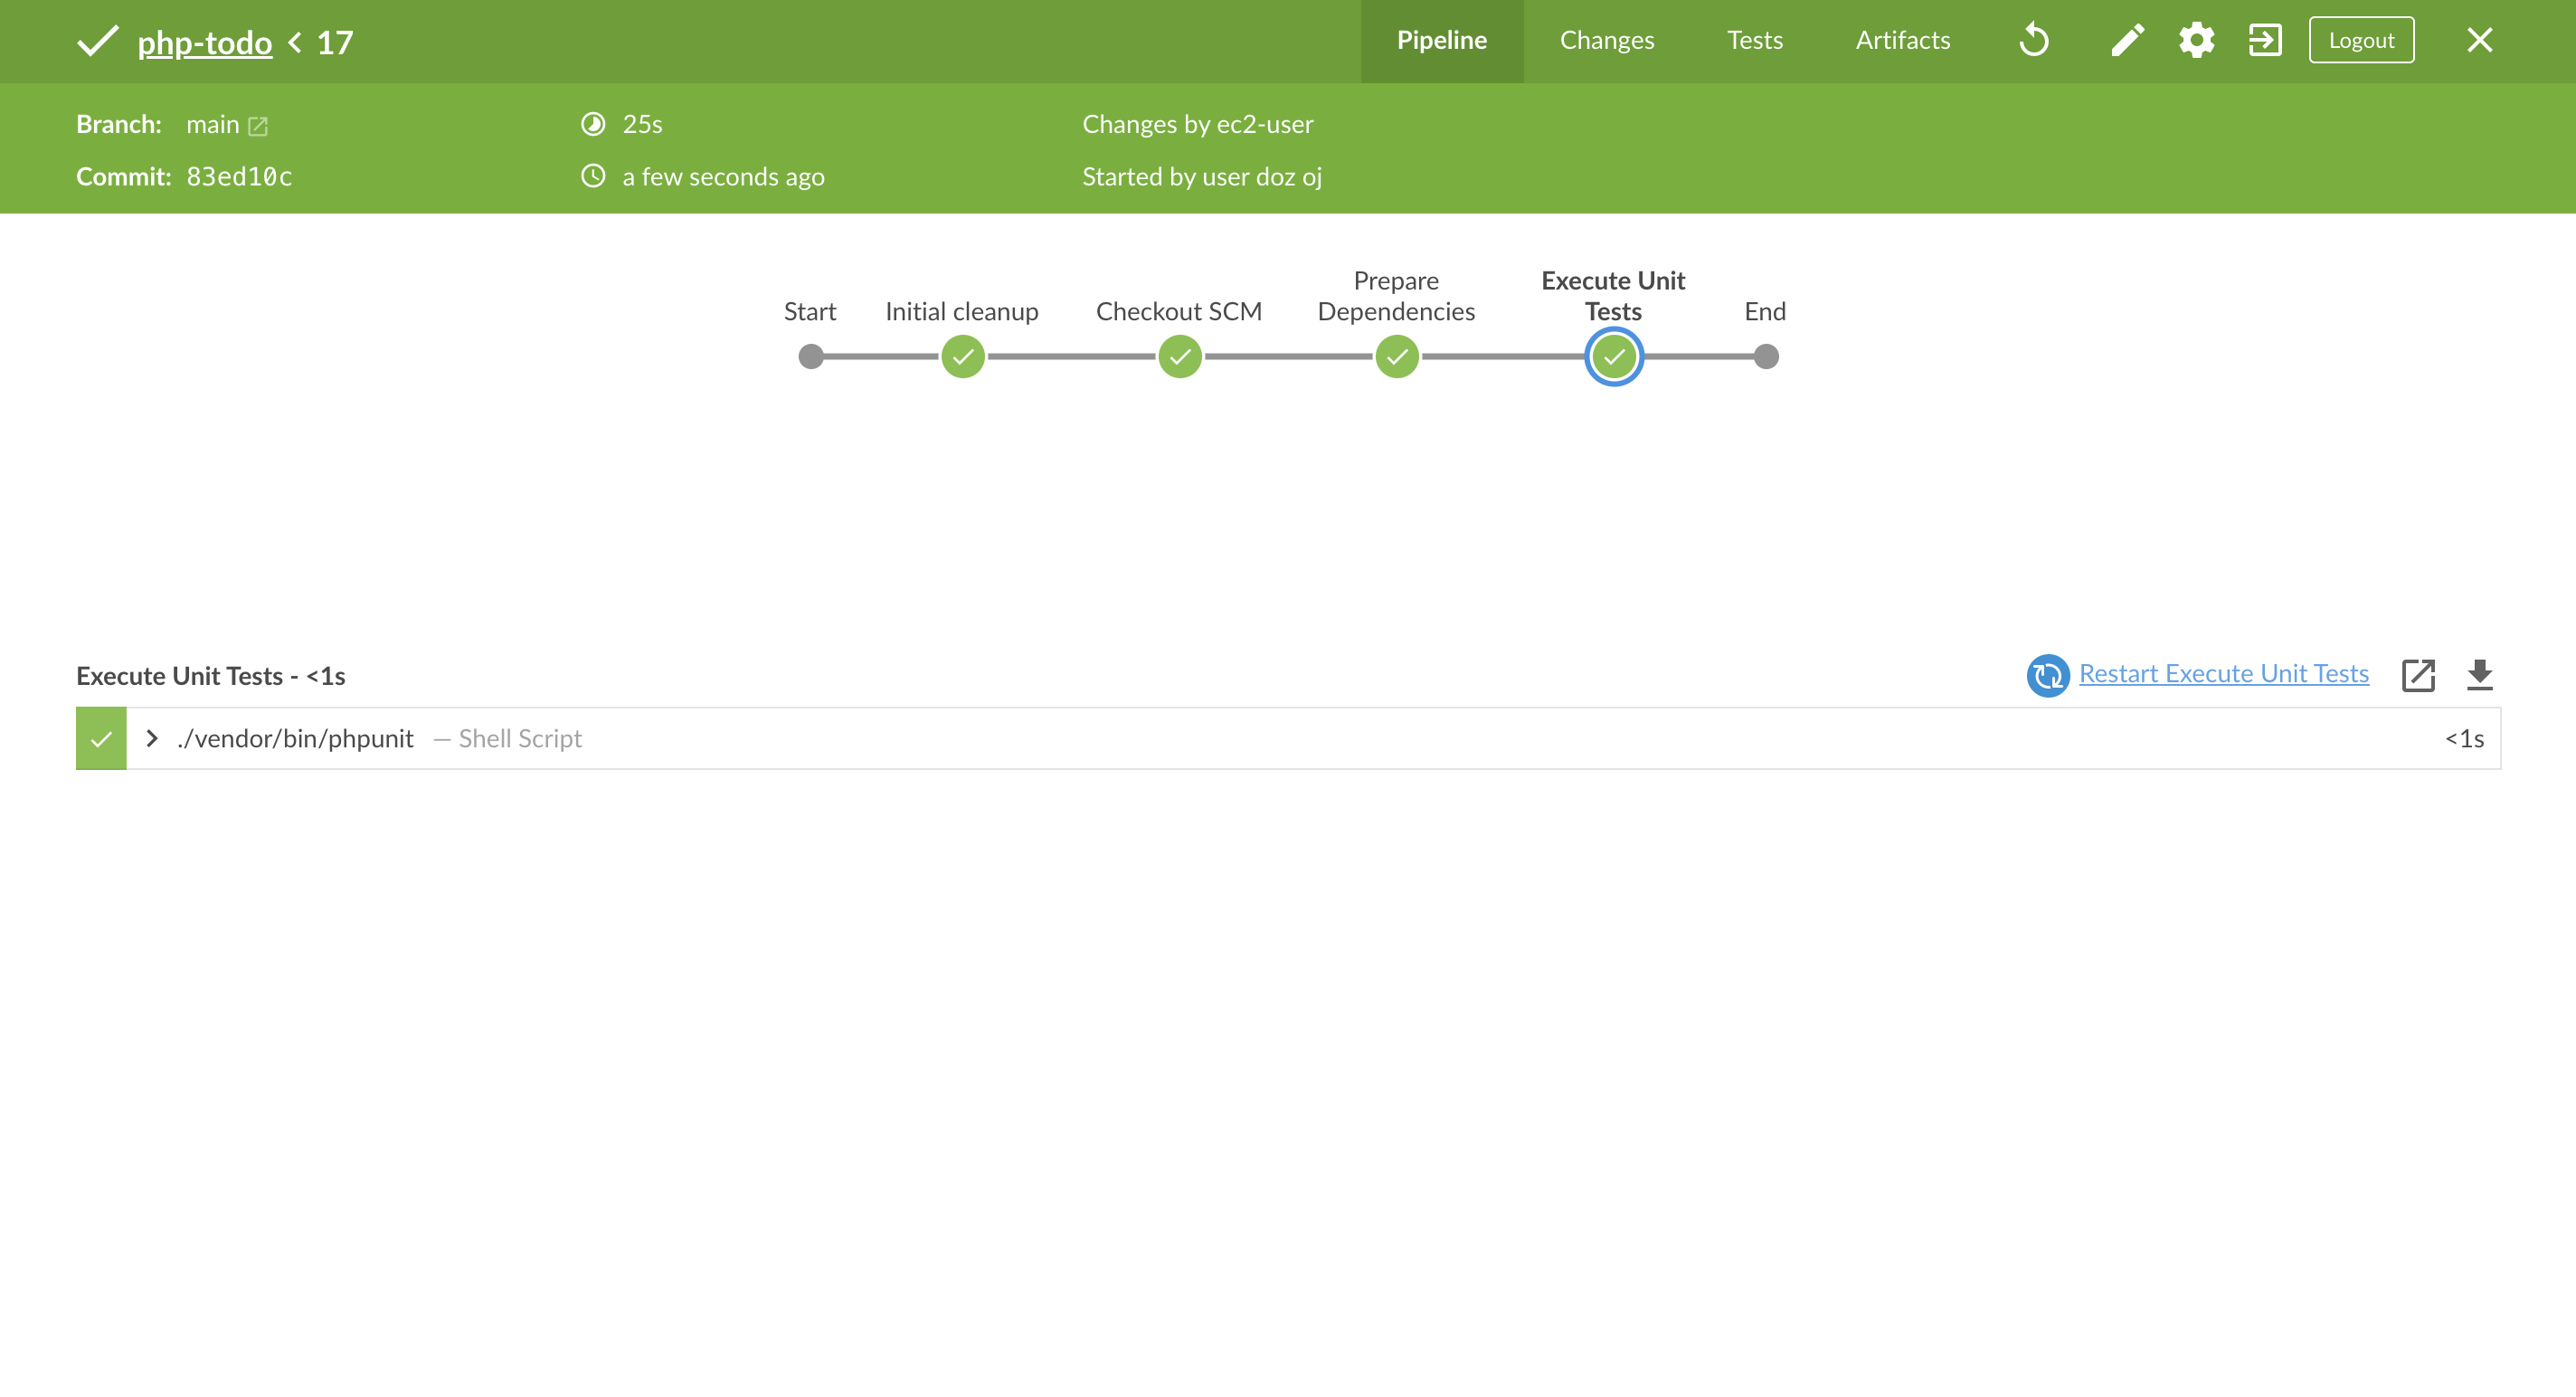 php-todo < 17
Pipeline
Changes
Tests
Artifacts
Logout
Branch: main
25s
Changes by ec2-user
Commit: 83ed10c
a few seconds ago
Started by user doz oj
Start
Initial cleanup
Checkout SCM
Prepare
Dependencies
Execute Unit
Tests
End
Execute Unit Tests - <1s
Restart Execute Unit Tests
./vendor/bin/phpunit — Shell Script
<1s